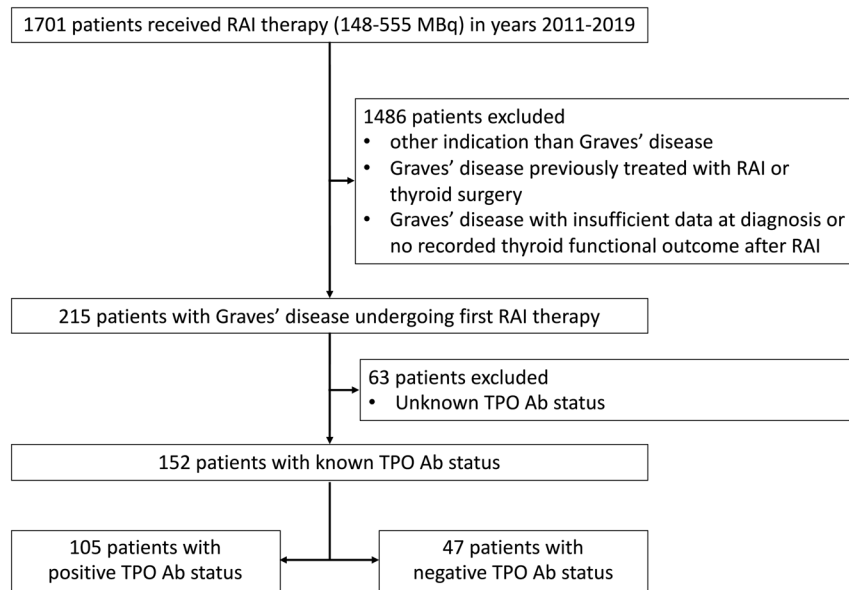 1701 patients received RAI therapy (148-555 MBq) in years 2011-2019
1486 patients excluded
• other indication than Graves’ disease
• Graves’ disease previously treated with RAI or
thyroid surgery
• Graves’ disease with insufficient data at diagnosis or
no recorded thyroid functional outcome after RAI
215 patients with Graves’ disease undergoing first RAI therapy
63 patients excluded
• Unknown TPO Ab status
152 patients with known TPO Ab status
105 patients with
positive TPO Ab status
47 patients with
negative TPO Ab status